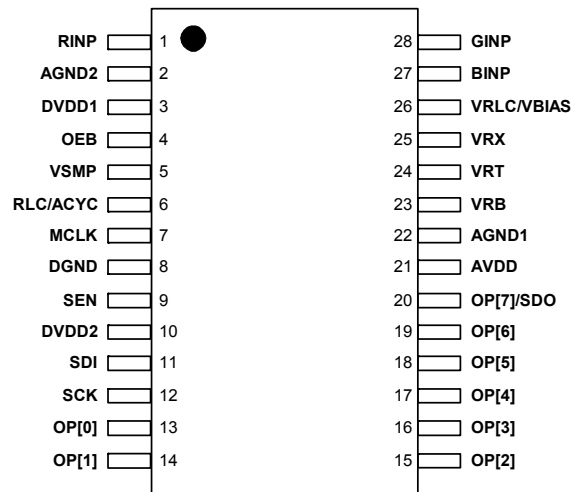 RINP 1 28 GINP
AGND2 2 27 BINP
DVDD1 3 26 VRLC/VBIAS
OEB 4 25 VRX
VSMP 5 24 VRT
RLC/ACYC 6 23 VRB
MCLK 7 22 AGND1
DGND 8 21 AVDD
SEN 9 20 OP[7]/SDO
DVDD2 10 19 OP[6]
SDI 11 18 OP[5]
SCK 12 17 OP[4]
OP[0] 13 16 OP[3]
OP[1] 14 15 OP[2]